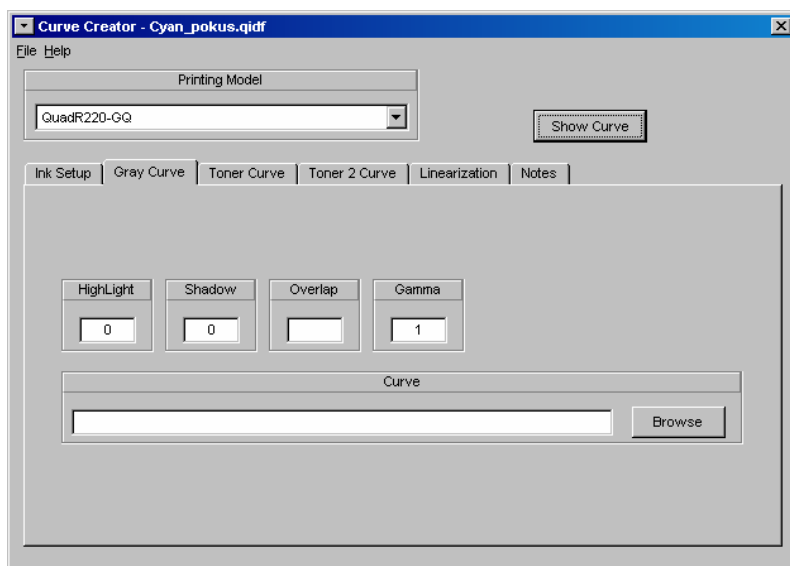 Curve Creator - Cyan_pokus.qidf
File Help
Printing Model
QuadR220-GQ
Show Curve
Ink Setup Gray Curve Toner Curve Toner 2 Curve Linearization Notes
HighLight Shadow Overlap Gamma
0 0 1
Curve
Browse